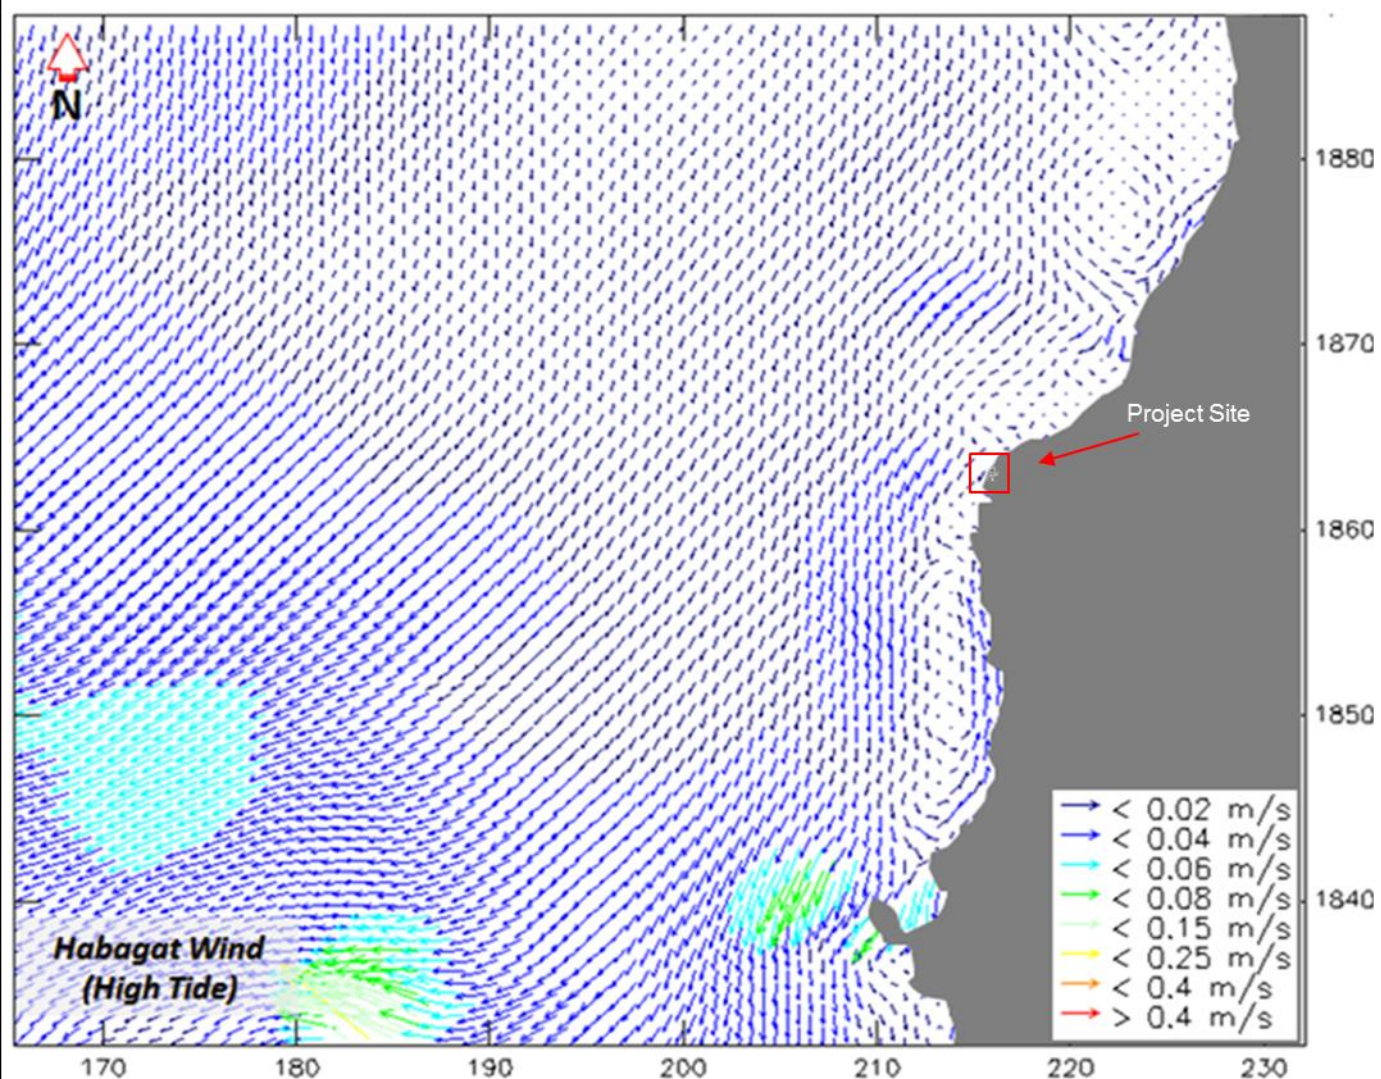 N
1880
1870
Project Site
1860
1850
< 0.02 m/s
< 0.04 m/s
< 0.06 m/s
< 0.08 m/s
< 0.15 m/s
< 0.25 m/s
< 0.4 m/s
> 0.4 m/s
1840
Habagat Wind
(High Tide)
170 180 190 200 210 220 230